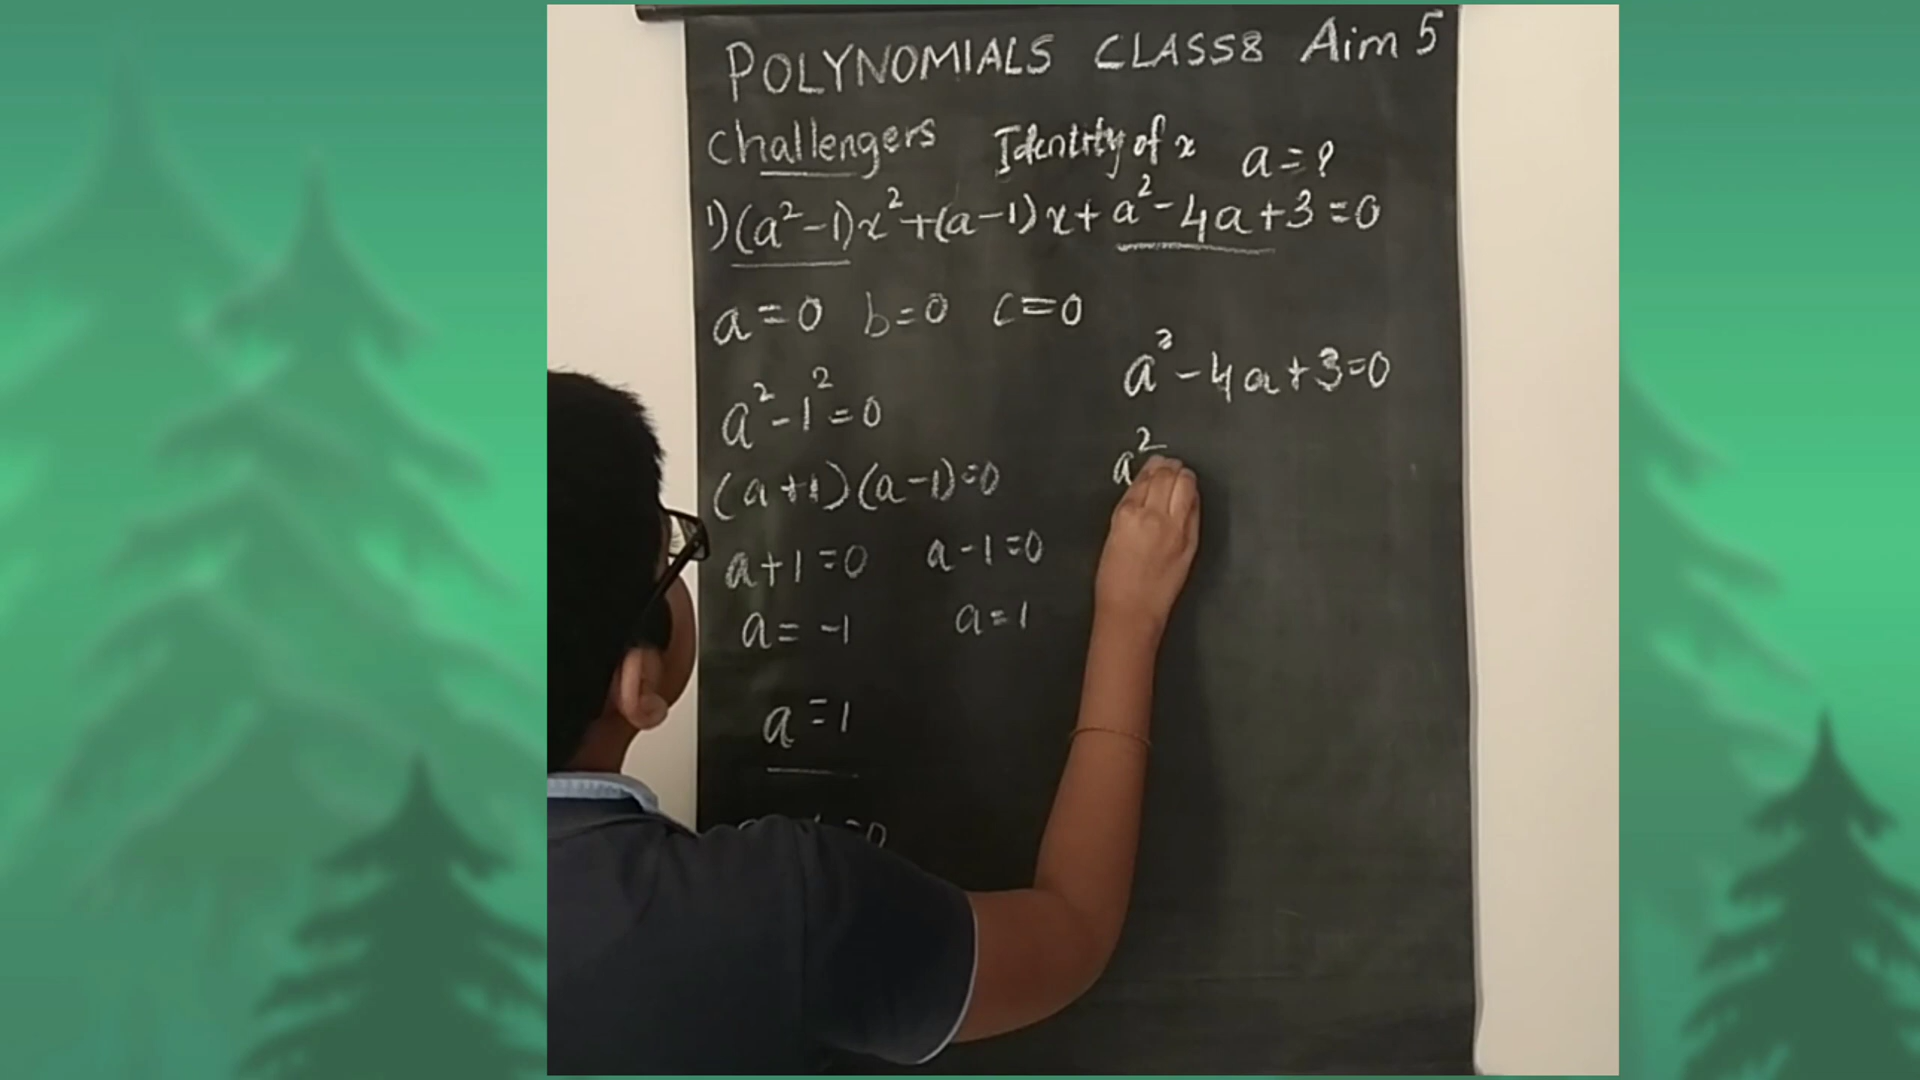 POLYNOMIALS CLASS8 Aim 5
challengers Identity of x a=?
1) (a²-1)x²+(a-1)x+a²-4a+3=0
a=0 b=0 c=0
a²-1²=0
(a+1)(a-1)=0
a+1=0 a-1=0
a=-1 a=1
a=1
=0
a²-4a+3=0
a²